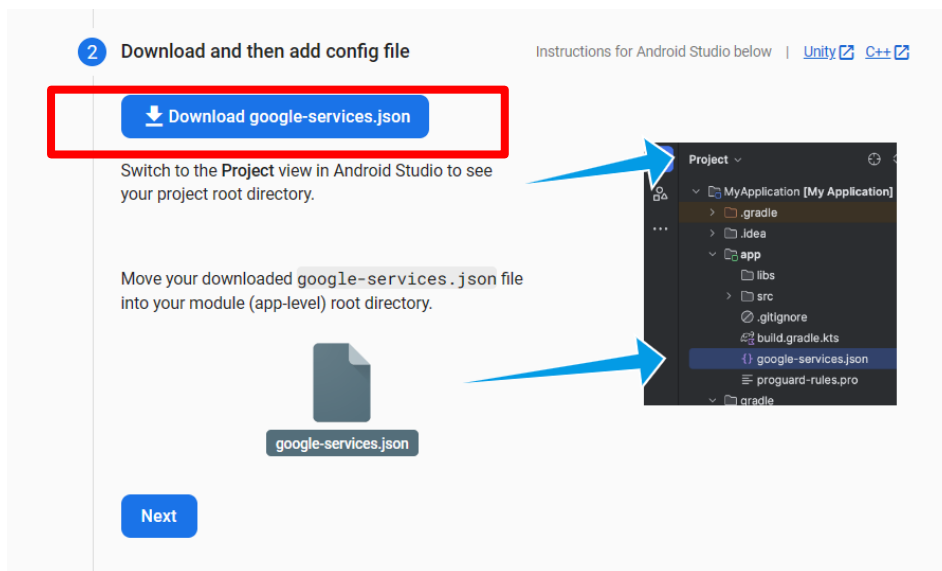 2 Download and then add config file
Instructions for Android Studio below | Unity C++
Download google-services.json
Switch to the Project view in Android Studio to see
your project root directory.
Move your downloaded google-services.json file
into your module (app-level) root directory.
google-services.json
Next
Project
MyApplication [My Application]
.gradle
.idea
app
libs
src
.gitignore
build.gradle.kts
google-services.json
proguard-rules.pro
gradle